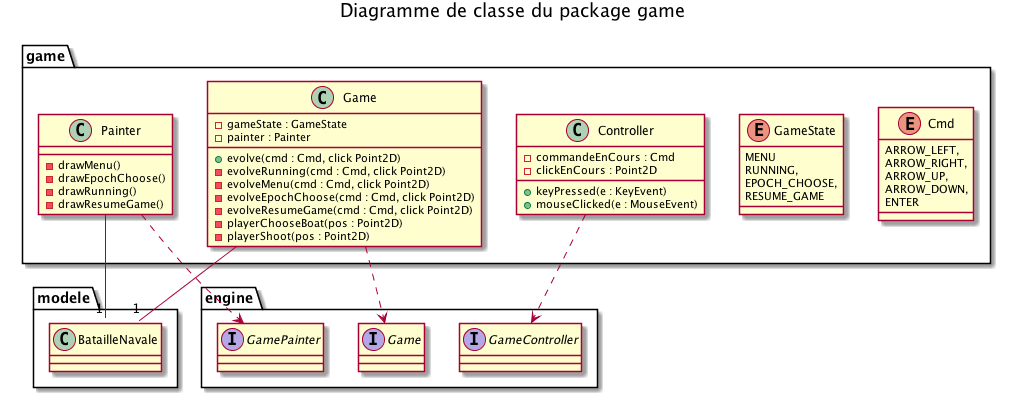 Diagramme de classe du package game
game
C Painter
drawMenu()
drawEpochChoose()
drawRunning()
drawResumeGame()
C Game
gameState : GameState
painter : Painter
evolve(cmd : Cmd, click Point2D)
evolveRunning(cmd : Cmd, click Point2D)
evolveMenu(cmd : Cmd, click Point2D)
evolveEpochChoose(cmd : Cmd, click Point2D)
evolveResumeGame(cmd : Cmd, click Point2D)
playerChooseBoat(pos : Point2D)
playerShoot(pos : Point2D)
C Controller
commandeEnCours : Cmd
clickEnCours : Point2D
keyPressed(e : KeyEvent)
mouseClicked(e : MouseEvent)
E GameState
MENU
RUNNING,
EPOCH_CHOOSE,
RESUME_GAME
E Cmd
ARROW_LEFT,
ARROW_RIGHT,
ARROW_UP,
ARROW_DOWN,
ENTER
modele
1
1
C BatailleNavale
engine
I GamePainter
I Game
I GameController